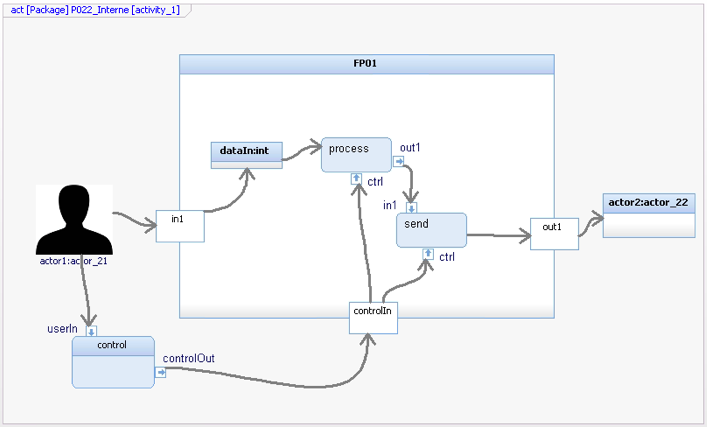 act [Package] P022_Interne [activity_1]
FP01
dataIn:int
process
out1
ctrl
in1
send
ctrl
in1
out1
actor2:actor_22
actor1:actor_21
controlIn
userIn
control
controlOut